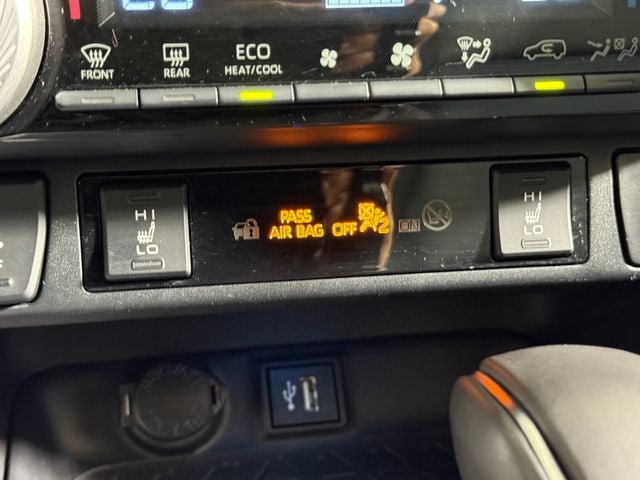 FRONT
REAR
ECO
HEAT/COOL
HI
LO
PASS
AIR BAG OFF 2 ON
HI
LO